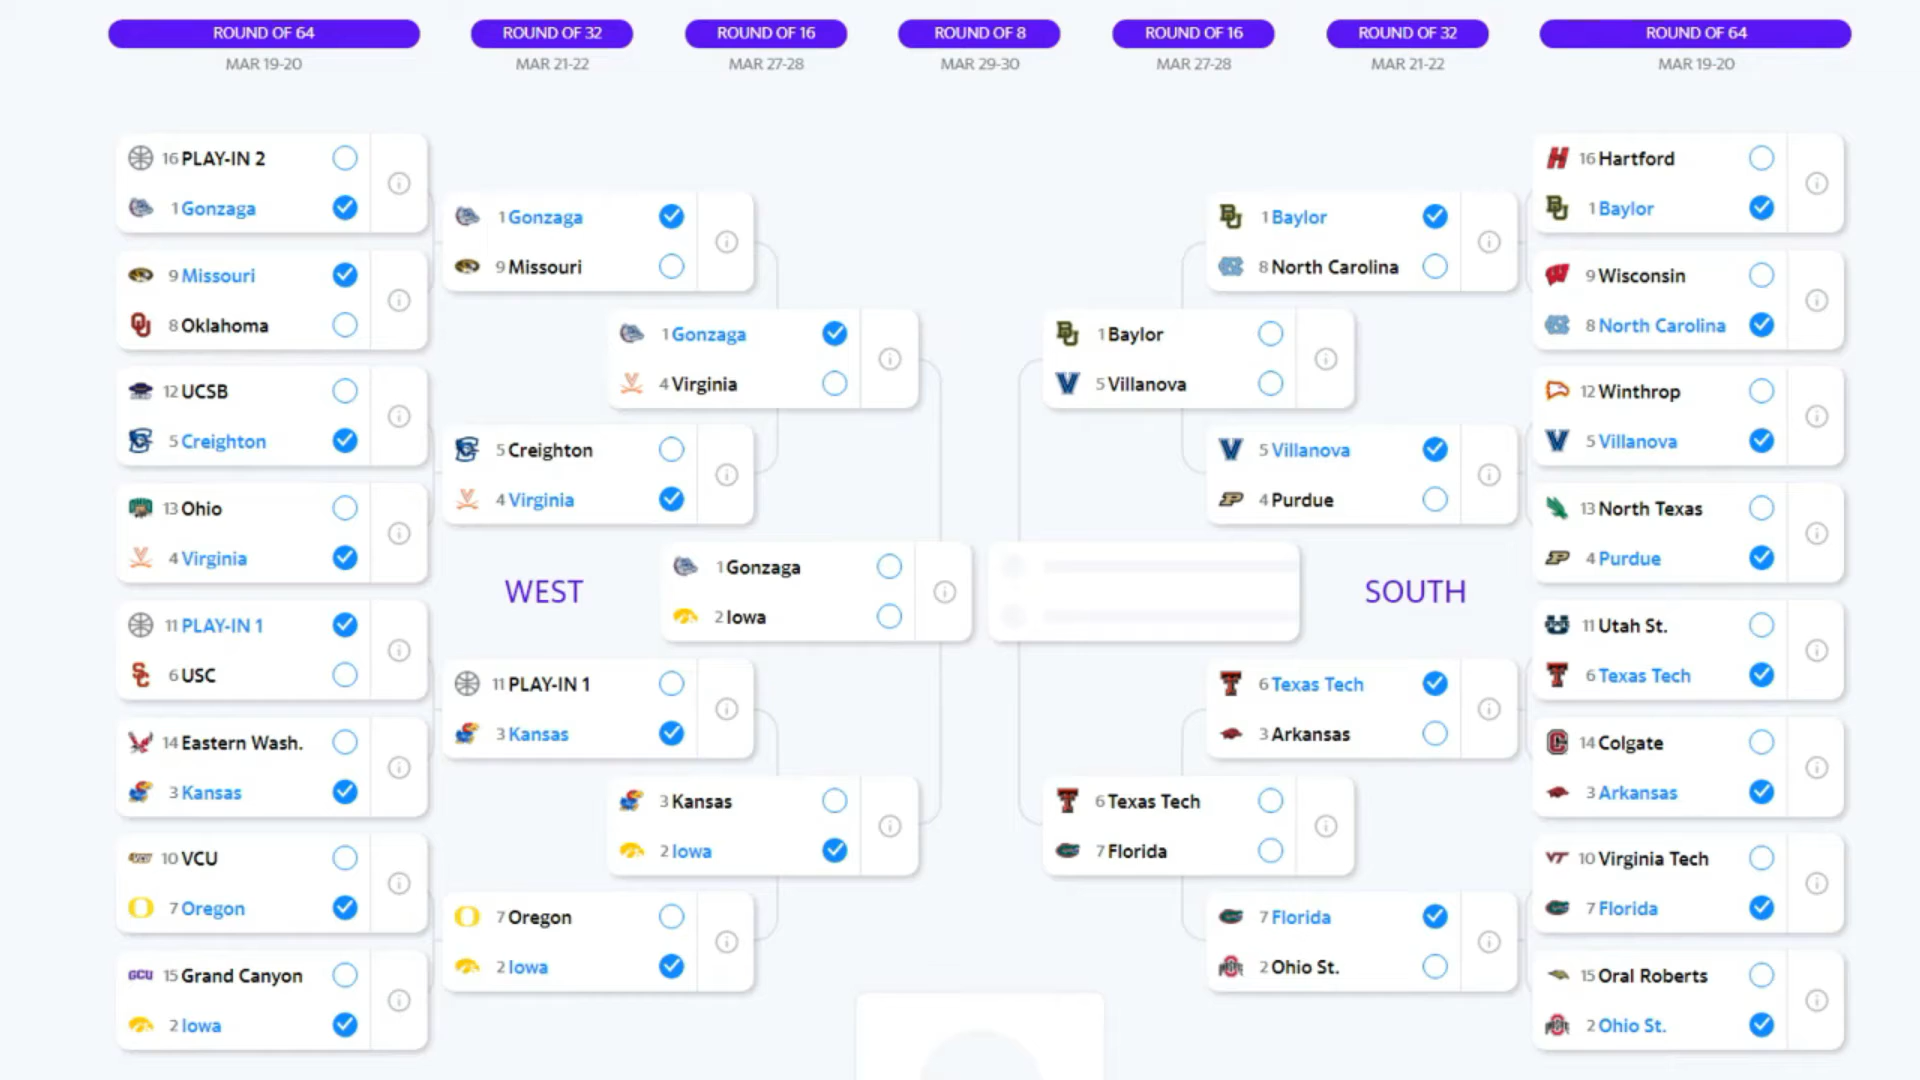 ROUND OF 64
MAR 19-20
ROUND OF 32
MAR 21-22
ROUND OF 16
MAR 27-28
ROUND OF 8
MAR 29-30
ROUND OF 16
MAR 27-28
ROUND OF 32
MAR 21-22
ROUND OF 64
MAR 19-20
16 PLAY-IN 2
1 Gonzaga
9 Missouri
8 Oklahoma
12 UCSB
5 Creighton
13 Ohio
4 Virginia
11 PLAY-IN 1
6 USC
14 Eastern Wash.
3 Kansas
10 VCU
7 Oregon
GCU 15 Grand Canyon
2 Iowa
1 Gonzaga
9 Missouri
5 Creighton
4 Virginia
WEST
11 PLAY-IN 1
3 Kansas
7 Oregon
2 Iowa
1 Gonzaga
4 Virginia
3 Kansas
2 Iowa
1 Gonzaga
2 Iowa
1 Baylor
5 Villanova
6 Texas Tech
7 Florida
1 Baylor
8 North Carolina
5 Villanova
4 Purdue
SOUTH
6 Texas Tech
3 Arkansas
7 Florida
2 Ohio St.
16 Hartford
1 Baylor
9 Wisconsin
8 North Carolina
12 Winthrop
5 Villanova
13 North Texas
4 Purdue
11 Utah St.
6 Texas Tech
14 Colgate
3 Arkansas
10 Virginia Tech
7 Florida
15 Oral Roberts
2 Ohio St.